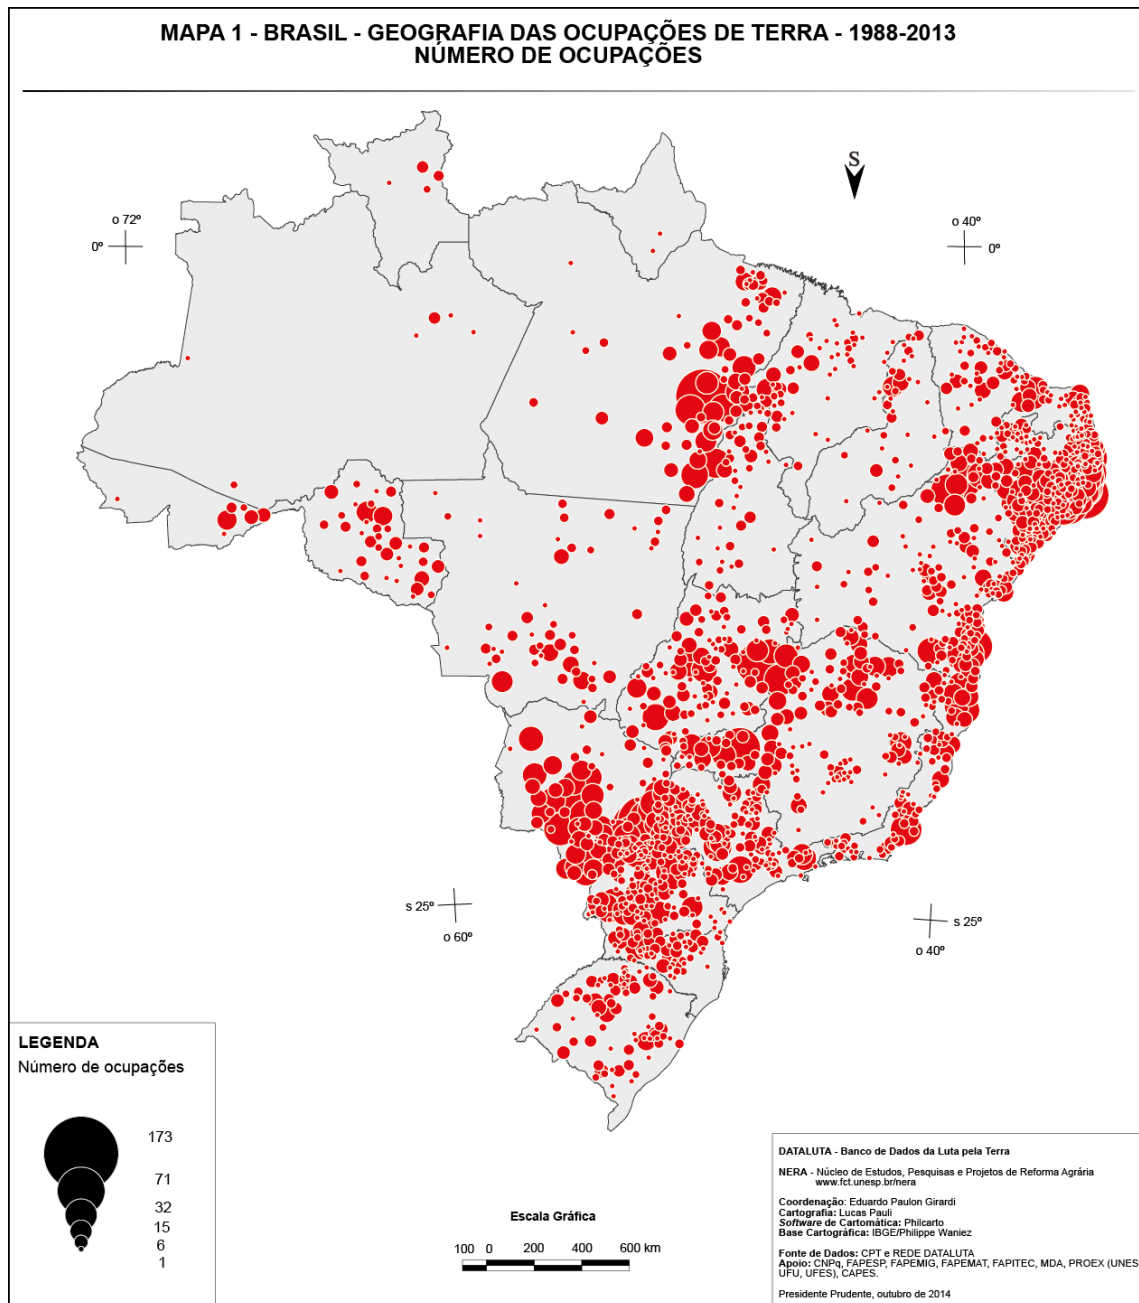 MAPA 1 - BRASIL - GEOGRAFIA DAS OCUPAÇÕES DE TERRA - 1988-2013
NÚMERO DE OCUPAÇÕES
S
o 72º
0º
o 40º
0º
s 25º
o 60º
s 25º
o 40º
LEGENDA
Número de ocupações
173
71
32
15
6
1
Escala Gráfica
100 0 200 400 600 km
DATALUTA - Banco de Dados da Luta pela Terra
NERA - Núcleo de Estudos, Pesquisas e Projetos de Reforma Agrária
www.fct.unesp.br/nera
Coordenação: Eduardo Paulon Girardi
Cartografia: Lucas Pauli
Software de Cartomática: Philcarto
Base Cartográfica: IBGE/Philippe Waniez
Fonte de Dados: CPT e REDE DATALUTA
Apoio: CNPq, FAPESP, FAPEMIG, FAPEMAT, FAPITEC, MDA, PROEX (UNES
UFU, UFES), CAPES.
Presidente Prudente, outubro de 2014